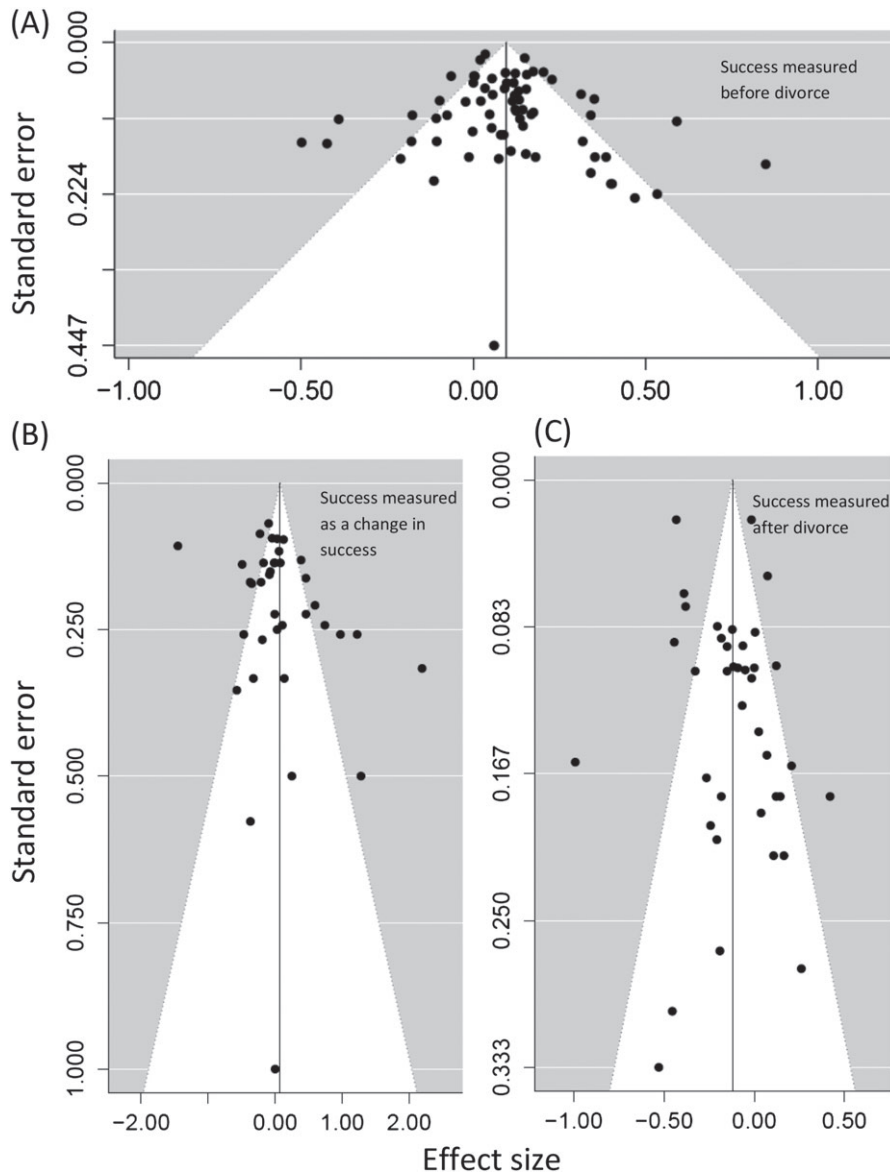 (A)
Success measured
before divorce
Standard error
0.000
0.224
0.447
−1.00
−0.50
0.00
0.50
1.00
(B)
Success measured
as a change in
success
Standard error
0.000
0.250
0.500
0.750
1.000
−2.00
0.00
1.00
2.00
(C)
Success measured
after divorce
0.000
0.083
0.167
0.250
0.333
−1.00
−0.50
0.00
0.50
Effect size